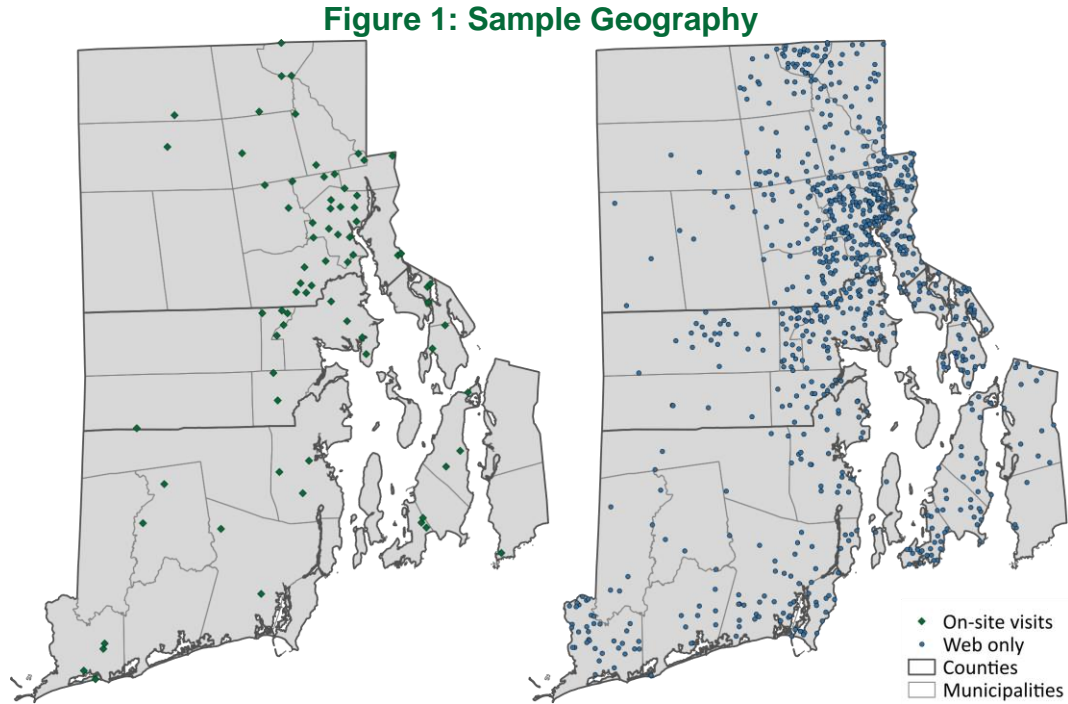 Figure 1: Sample Geography
On-site visits
Web only
Counties
Municipalities